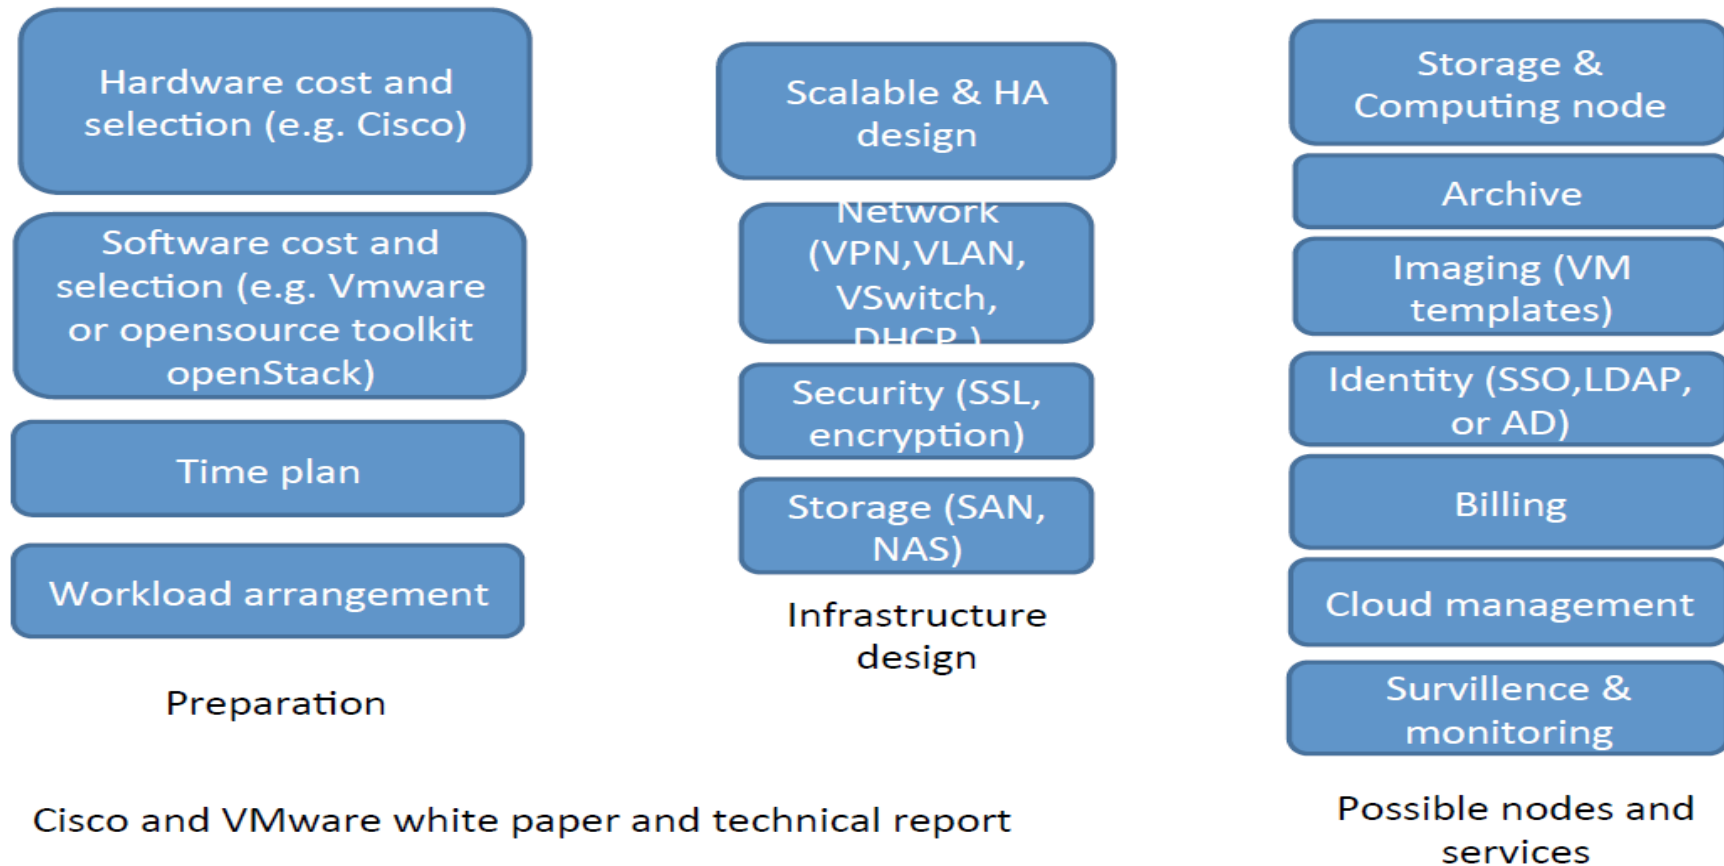 Hardware cost and
selection (e.g. Cisco)
Software cost and
selection (e.g. Vmware
or opensource toolkit
openStack)
Time plan
Workload arrangement
Preparation
Scalable & HA
design
Network
(VPN,VLAN,
VSwitch,
DHCP )
Security (SSL,
encryption)
Storage (SAN,
NAS)
Infrastructure
design
Storage &
Computing node
Archive
Imaging (VM
templates)
Identity (SSO,LDAP,
or AD)
Billing
Cloud management
Survillence &
monitoring
Possible nodes and
services
Cisco and VMware white paper and technical report